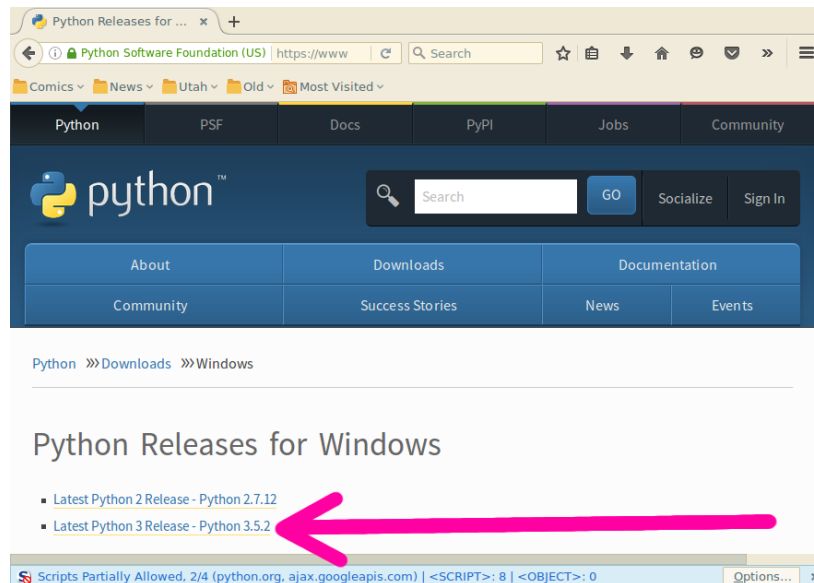 Python Releases for ... × +
Python Software Foundation (US) https://www Search »
Comics News Utah Old Most Visited
Python PSF Docs PyPI Jobs Community
python™ Search GO Socialize Sign In
About Downloads Documentation
Community Success Stories News Events
Python »» Downloads »» Windows
Python Releases for Windows
Latest Python 2 Release - Python 2.7.12
Latest Python 3 Release - Python 3.5.2
Scripts Partially Allowed, 2/4 (python.org, ajax.googleapis.com) | <SCRIPT>: 8 | <OBJECT>: 0 Options...